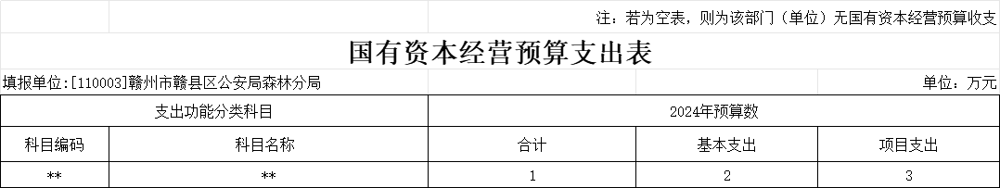 注：若为空表，则为该部门（单位）无国有资本经营预算收支
国有资本经营预算支出表
填报单位:[110003]赣州市赣县区公安局森林分局 单位：万元
支出功能分类科目 2024年预算数
科目编码 科目名称 合计 基本支出 项目支出
** ** 1 2 3